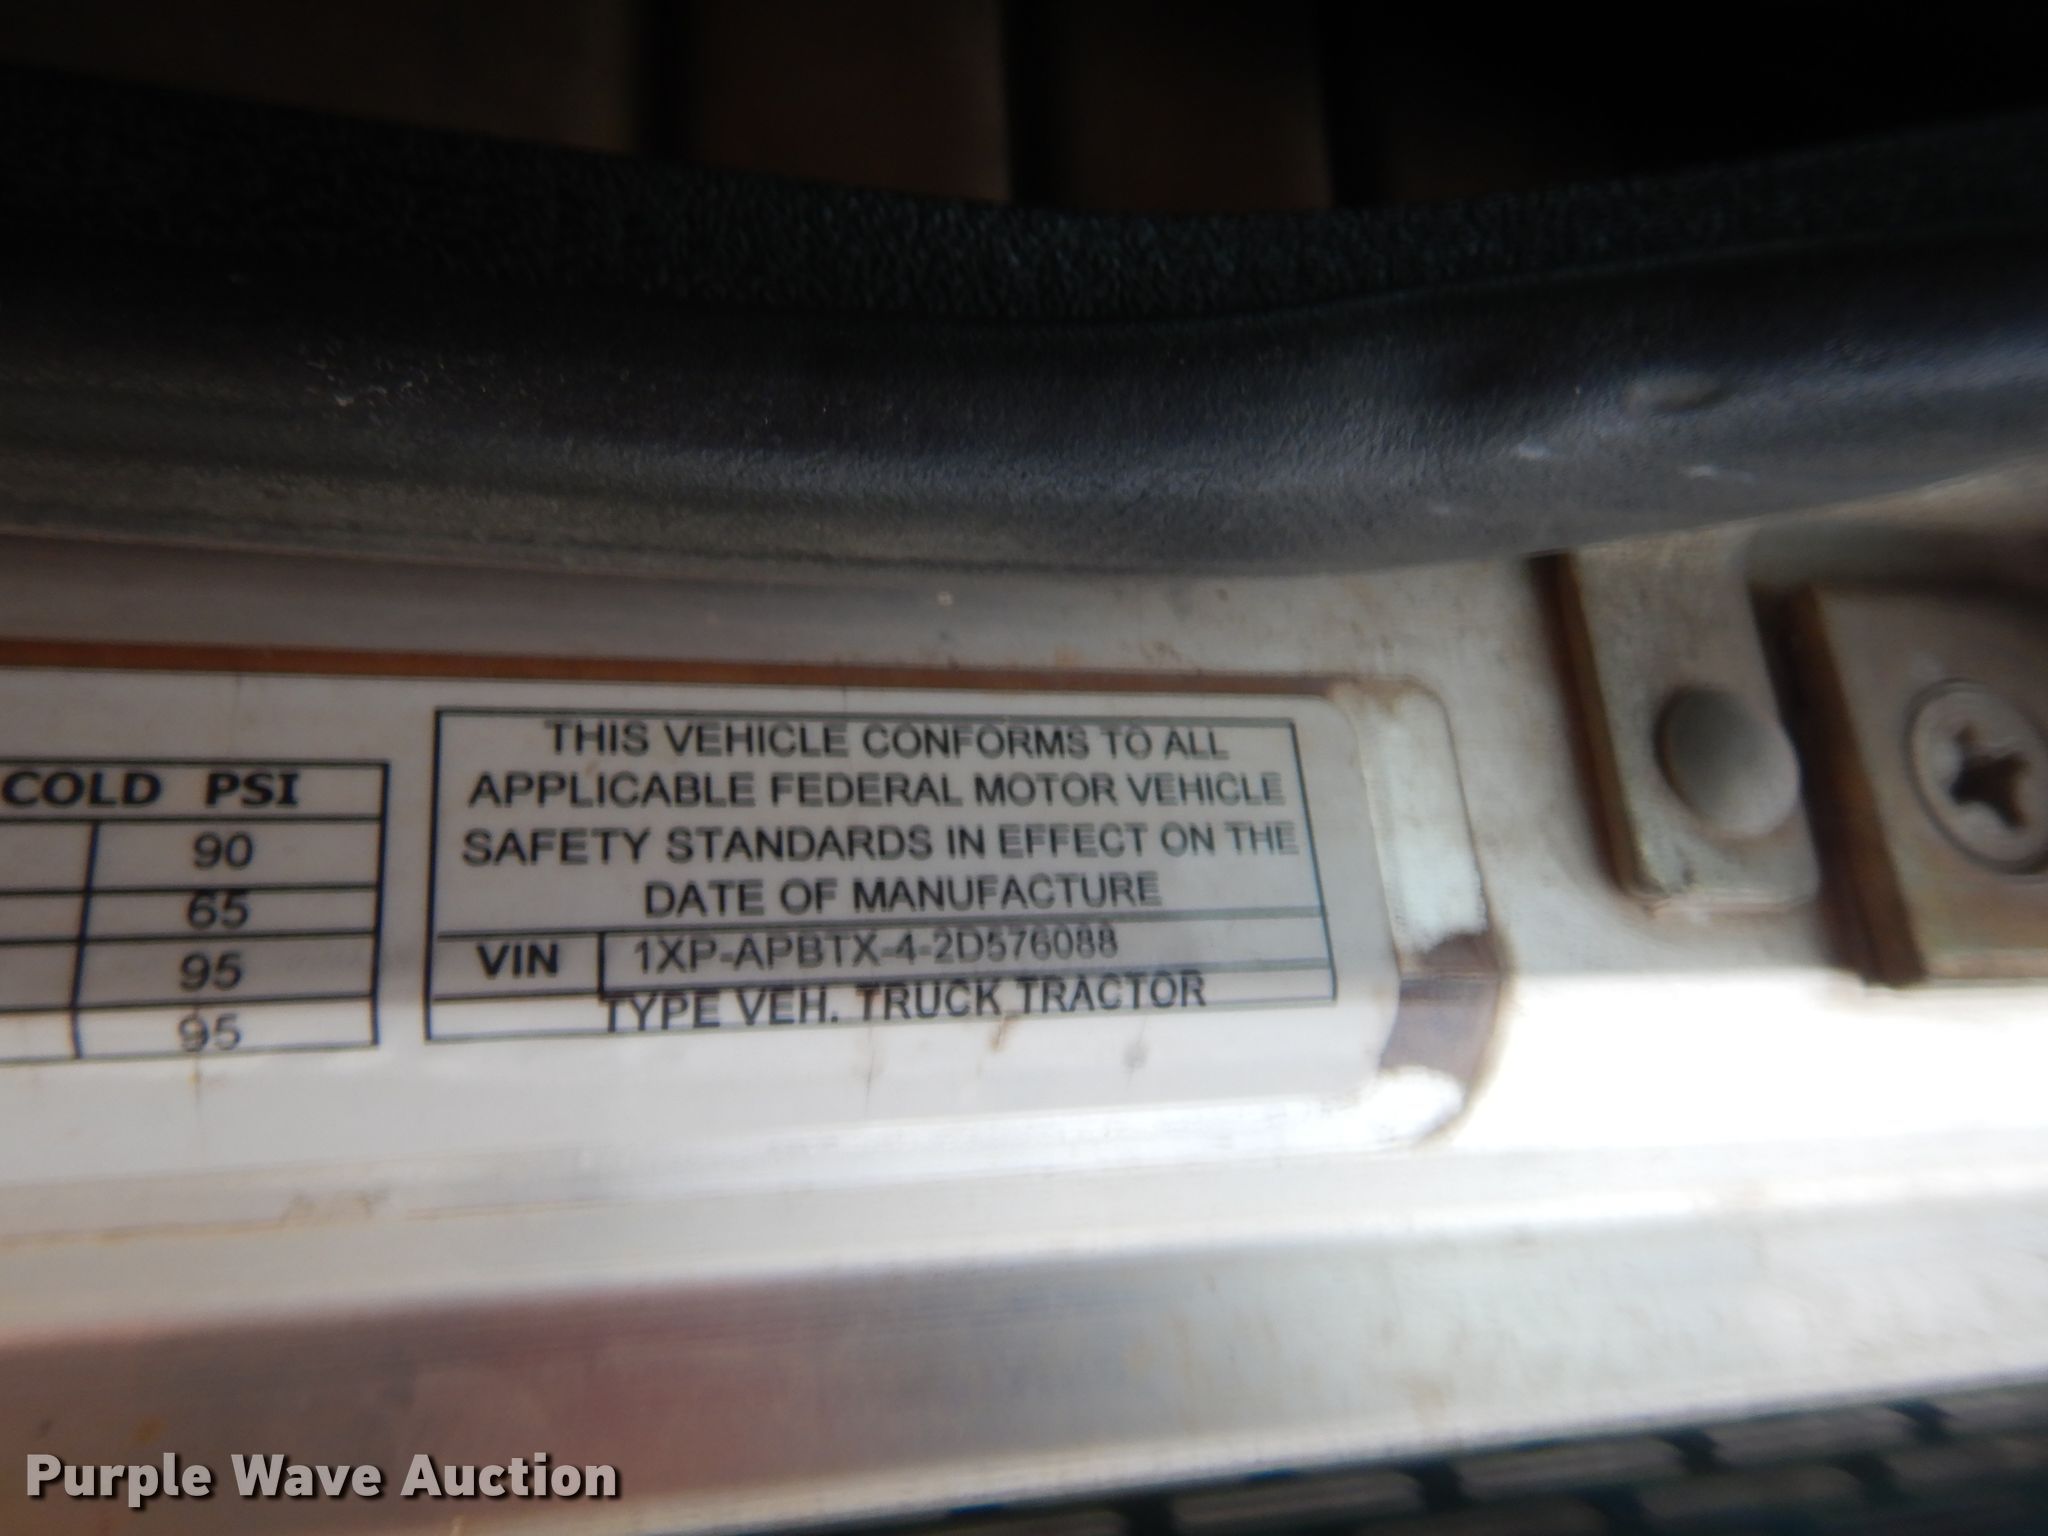 COLD PSI
90
65
95
95
THIS VEHICLE CONFORMS TO ALL
APPLICABLE FEDERAL MOTOR VEHICLE
SAFETY STANDARDS IN EFFECT ON THE
DATE OF MANUFACTURE
VIN 1XP-APBTX-4-2D576088
TYPE VEH. TRUCK TRACTOR
Purple Wave Auction